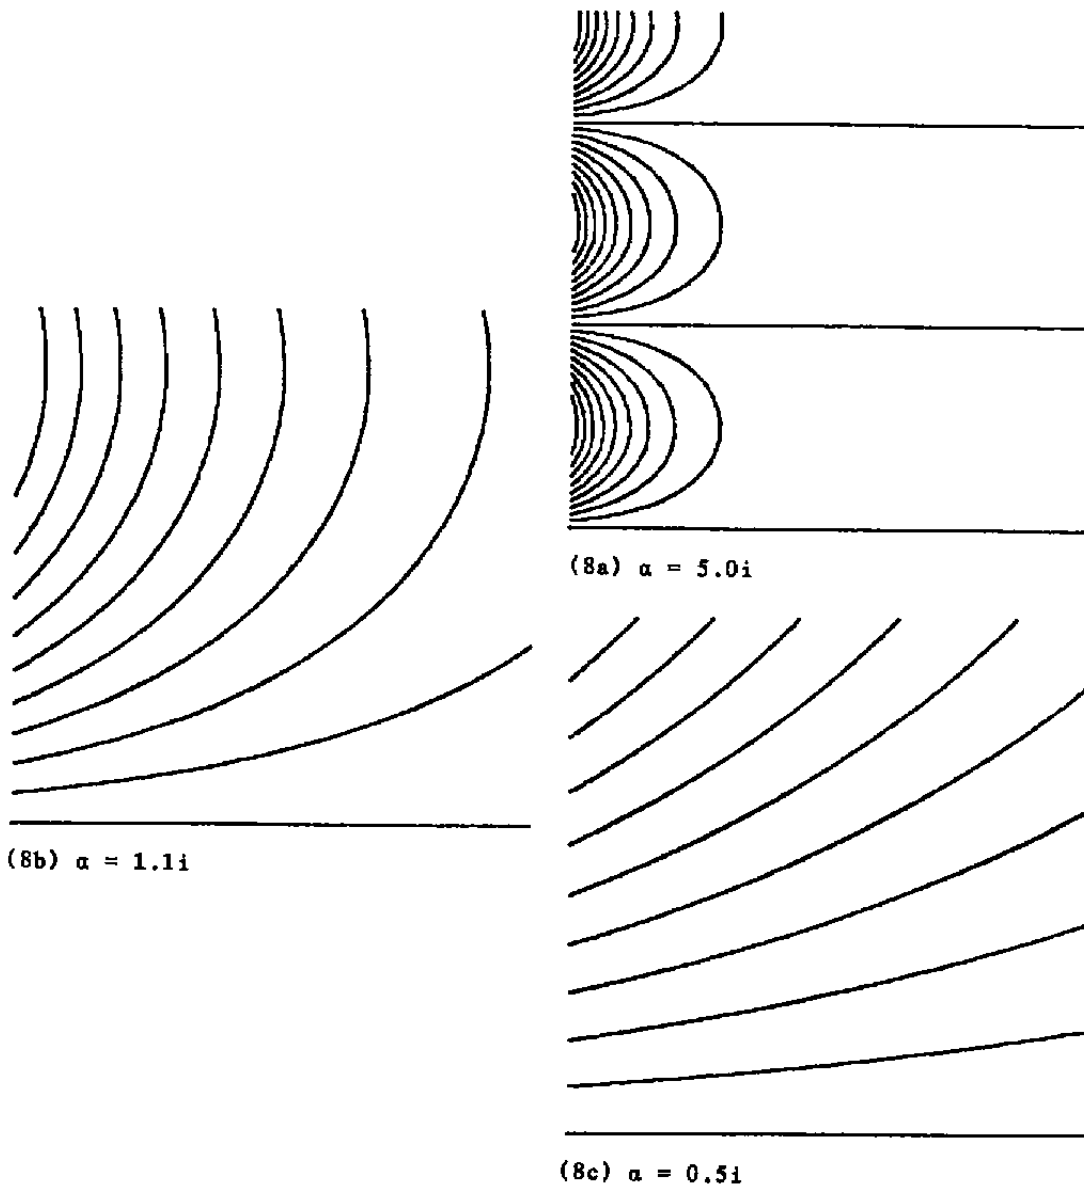 (8a) α = 5.0i
(8b) α = 1.1i
(8c) α = 0.5i